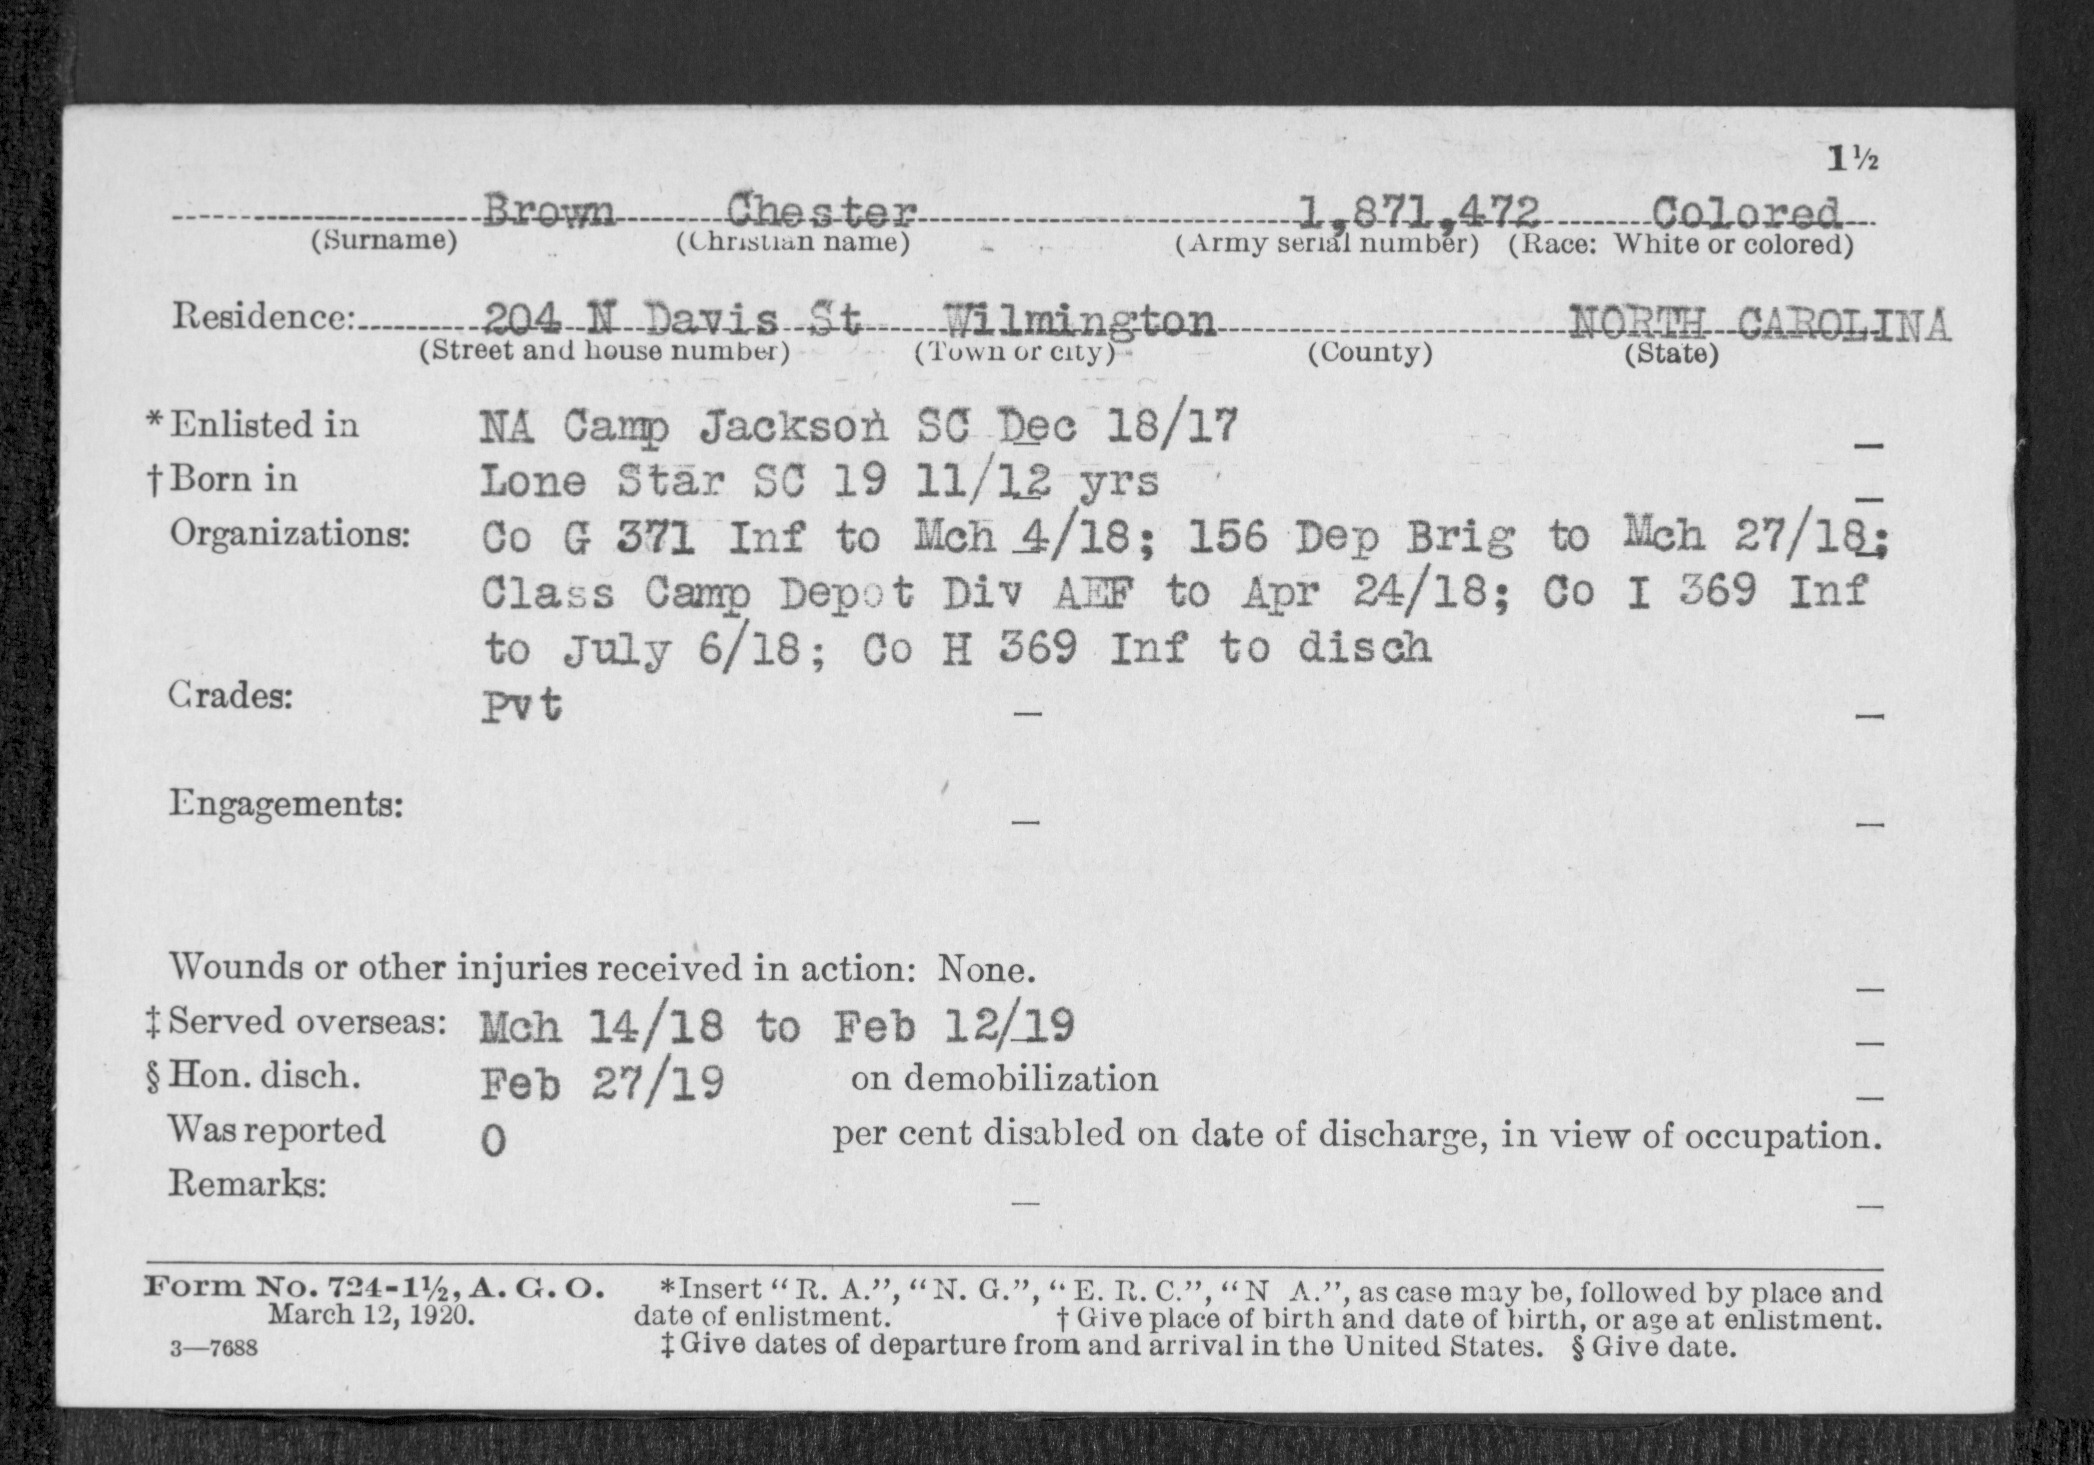 1½
Brown Chester 1,871,472 Colored
(Surname) (Christian name) (Army serial number) (Race: White or colored)
Residence: 204 N Davis St Wilmington NORTH CAROLINA
(Street and house number) (Town or city) (County) (State)
*Enlisted in NA Camp Jackson SC Dec 18/17
†Born in Lone Star SC 19 11/12 yrs
Organizations: Co G 371 Inf to Mch 4/18; 156 Dep Brig to Mch 27/18;
Class Camp Depot Div AEF to Apr 24/18; Co I 369 Inf
to July 6/18; Co H 369 Inf to disch
Grades: Pvt
Engagements:
Wounds or other injuries received in action: None.
‡Served overseas: Mch 14/18 to Feb 12/19
§Hon. disch. Feb 27/19 on demobilization
Was reported 0 per cent disabled on date of discharge, in view of occupation.
Remarks:
Form No. 724-1½, A. G. O. *Insert “R. A.”, “N. G.”, “E. R. C.”, “N A.”, as case may be, followed by place and
March 12, 1920. date of enlistment. †Give place of birth and date of birth, or age at enlistment.
3—7688 ‡Give dates of departure from and arrival in the United States. §Give date.